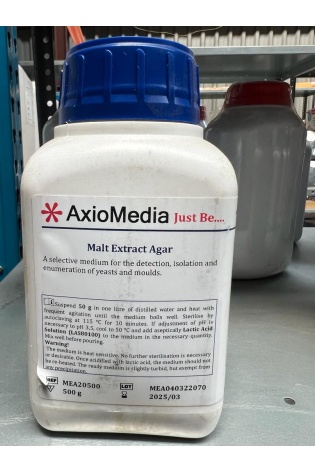 AxioMedia Just Be....
Malt Extract Agar
A selective medium for the detection, isolation and
enumeration of yeasts and moulds.
Suspend 50 g in one litre of distilled water and heat with
frequent agitation until the medium boils well. Sterilise by
autoclaving at 115 °C for 10 minutes. If adjustment of pH is
necessary to pH 3.5, cool to 50 °C and add aseptically Lactic Acid
Solution (LAS80100) to the medium in the necessary quantity.
Mix well before pouring.
Warning!
The medium is heat sensitive. No further sterilisation is necessary
or desirable. Once acidified with lactic acid, the medium should not
be re-heated. The ready medium is slightly turbid, but exempt from
any precipitation.
REF MEA20500 LOT MEA040322070
500 g 2025/03